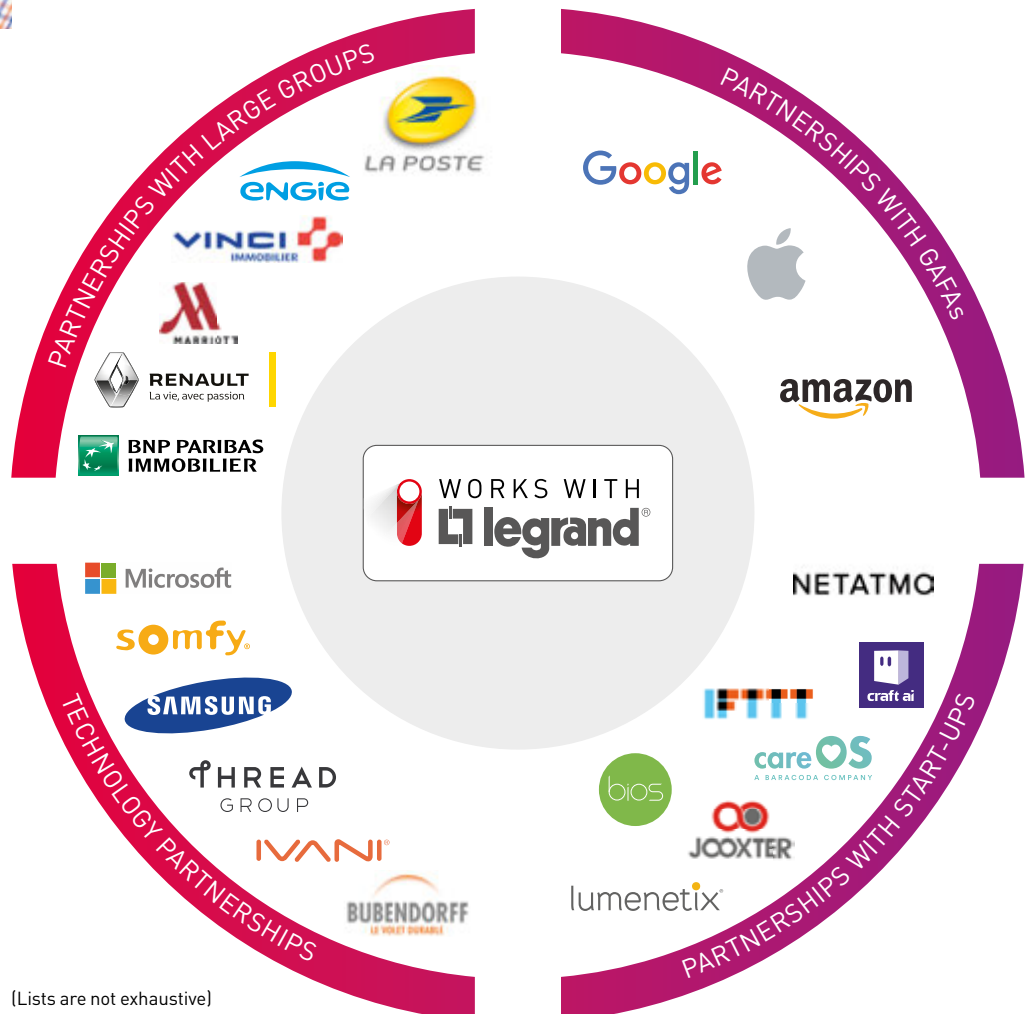 PARTNERSHIPS WITH LARGE GROUPS
LA POSTE
ENGIE
VINCI
IMMOBILIER
MARRIOTT
RENAULT
La vie, avec passion
BNP PARIBAS
IMMOBILIER
PARTNERSHIPS WITH GAFAs
Google
amazon
WORKS WITH
legrand®
Microsoft
somfy®
SAMSUNG
THREAD
GROUP
IVANI®
BUBENDORFF
LE VOLET DURABLE
TECHNOLOGY PARTNERSHIPS
NETATMO
craft ai
IFTTT
careOS
A BARACODA COMPANY
bios
JOOXTER
lumenetix
PARTNERSHIPS WITH START-UPS
(Lists are not exhaustive)